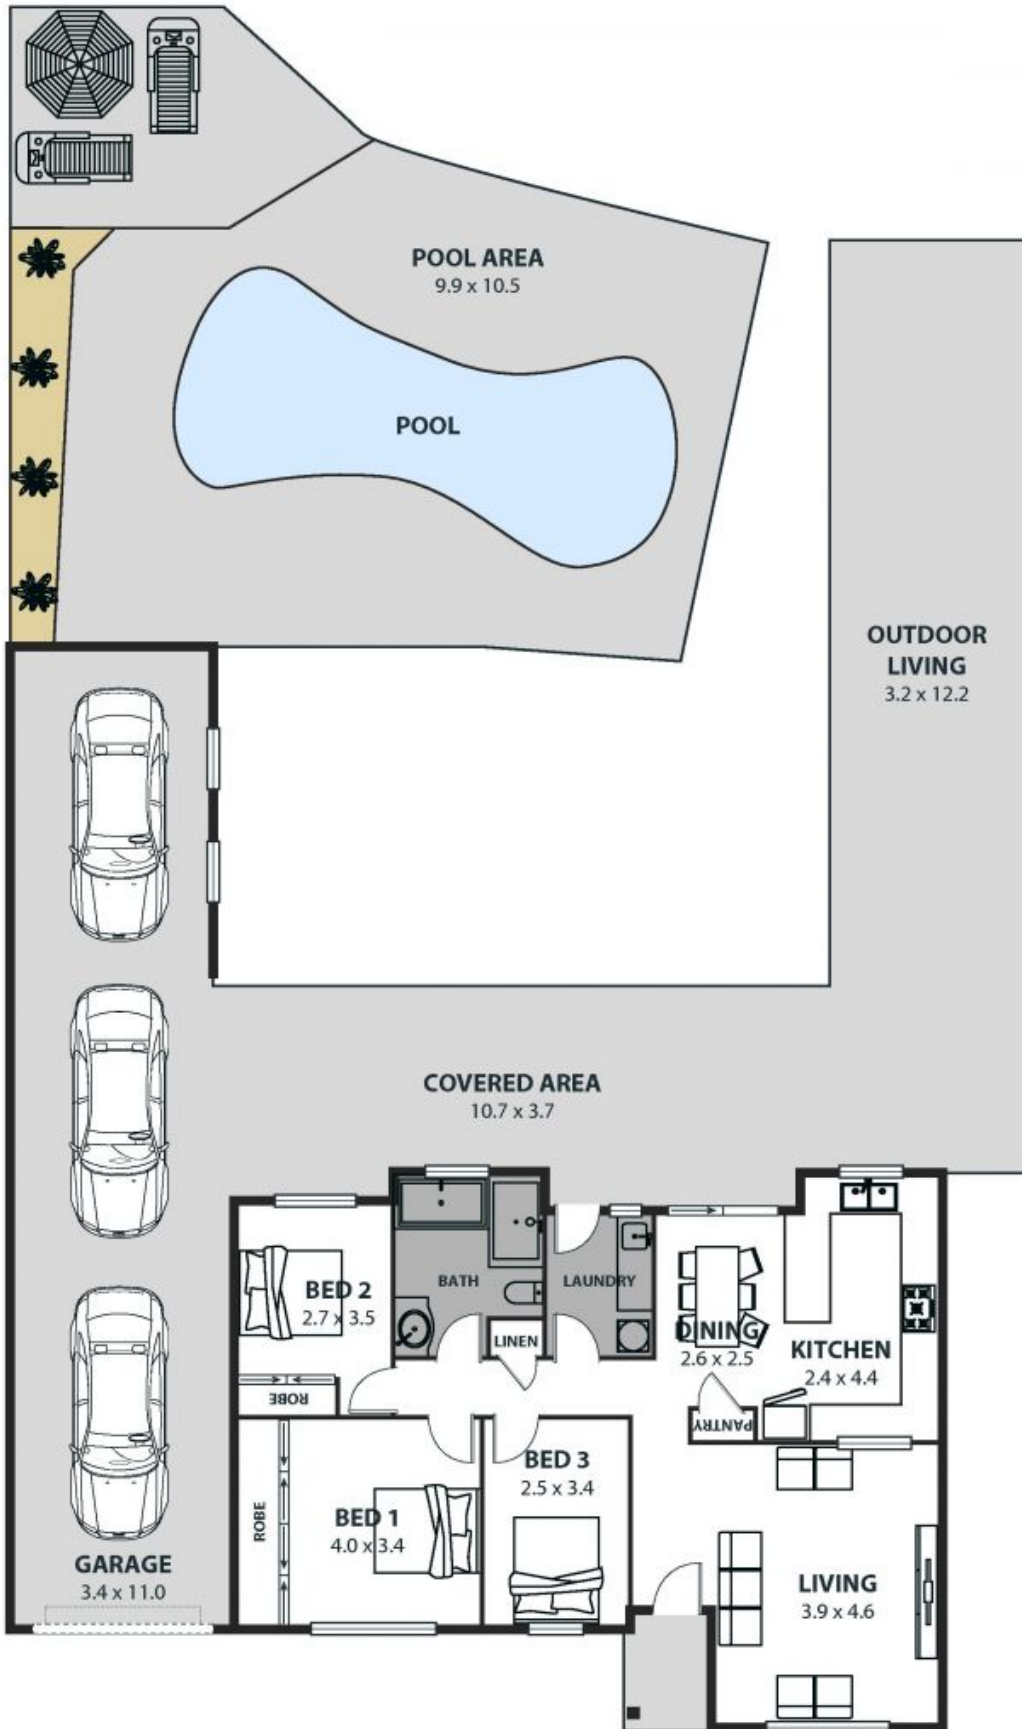 POOL AREA
9.9 x 10.5
POOL
OUTDOOR
LIVING
3.2 x 12.2
COVERED AREA
10.7 x 3.7
BED 2
2.7 x 3.5
ROBE
BATH
LINEN
LAUNDRY
DINING
2.6 x 2.5
KITCHEN
2.4 x 4.4
PANTRY
ROBE
BED 1
4.0 x 3.4
BED 3
2.5 x 3.4
GARAGE
3.4 x 11.0
LIVING
3.9 x 4.6